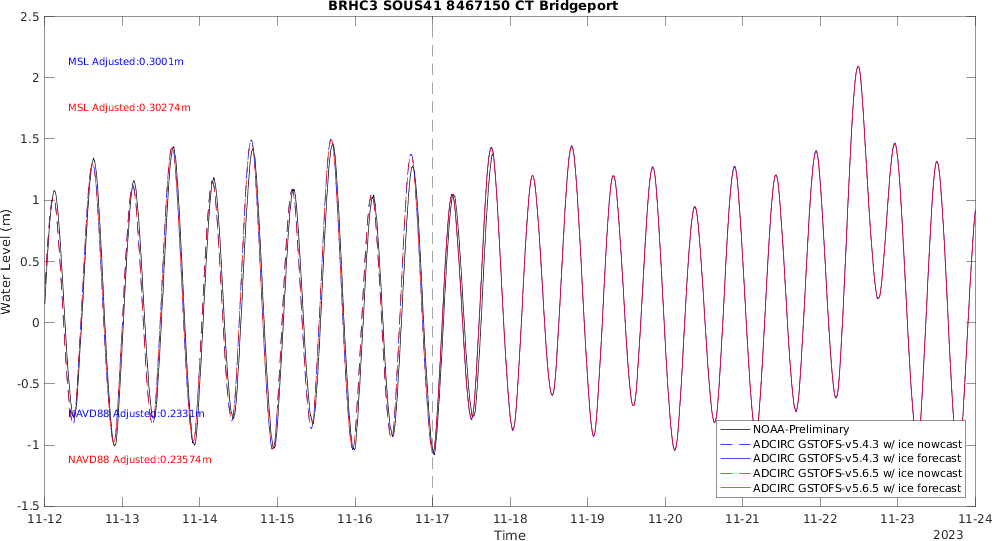 BRHC3 SOUS41 8467150 CT Bridgeport
2.5
2
1.5
1
0.5
0
-0.5
-1
-1.5
Water Level (m)
MSL Adjusted:0.3001m
MSL Adjusted:0.30274m
NAVD88 Adjusted:0.2331m
NAVD88 Adjusted:0.23574m
NOAA-Preliminary
ADCIRC GSTOFS-v5.4.3 w/ ice nowcast
ADCIRC GSTOFS-v5.4.3 w/ ice forecast
ADCIRC GSTOFS-v5.6.5 w/ ice nowcast
ADCIRC GSTOFS-v5.6.5 w/ ice forecast
11-12 11-13 11-14 11-15 11-16 11-17 11-18 11-19 11-20 11-21 11-22 11-23 11-24
Time
2023